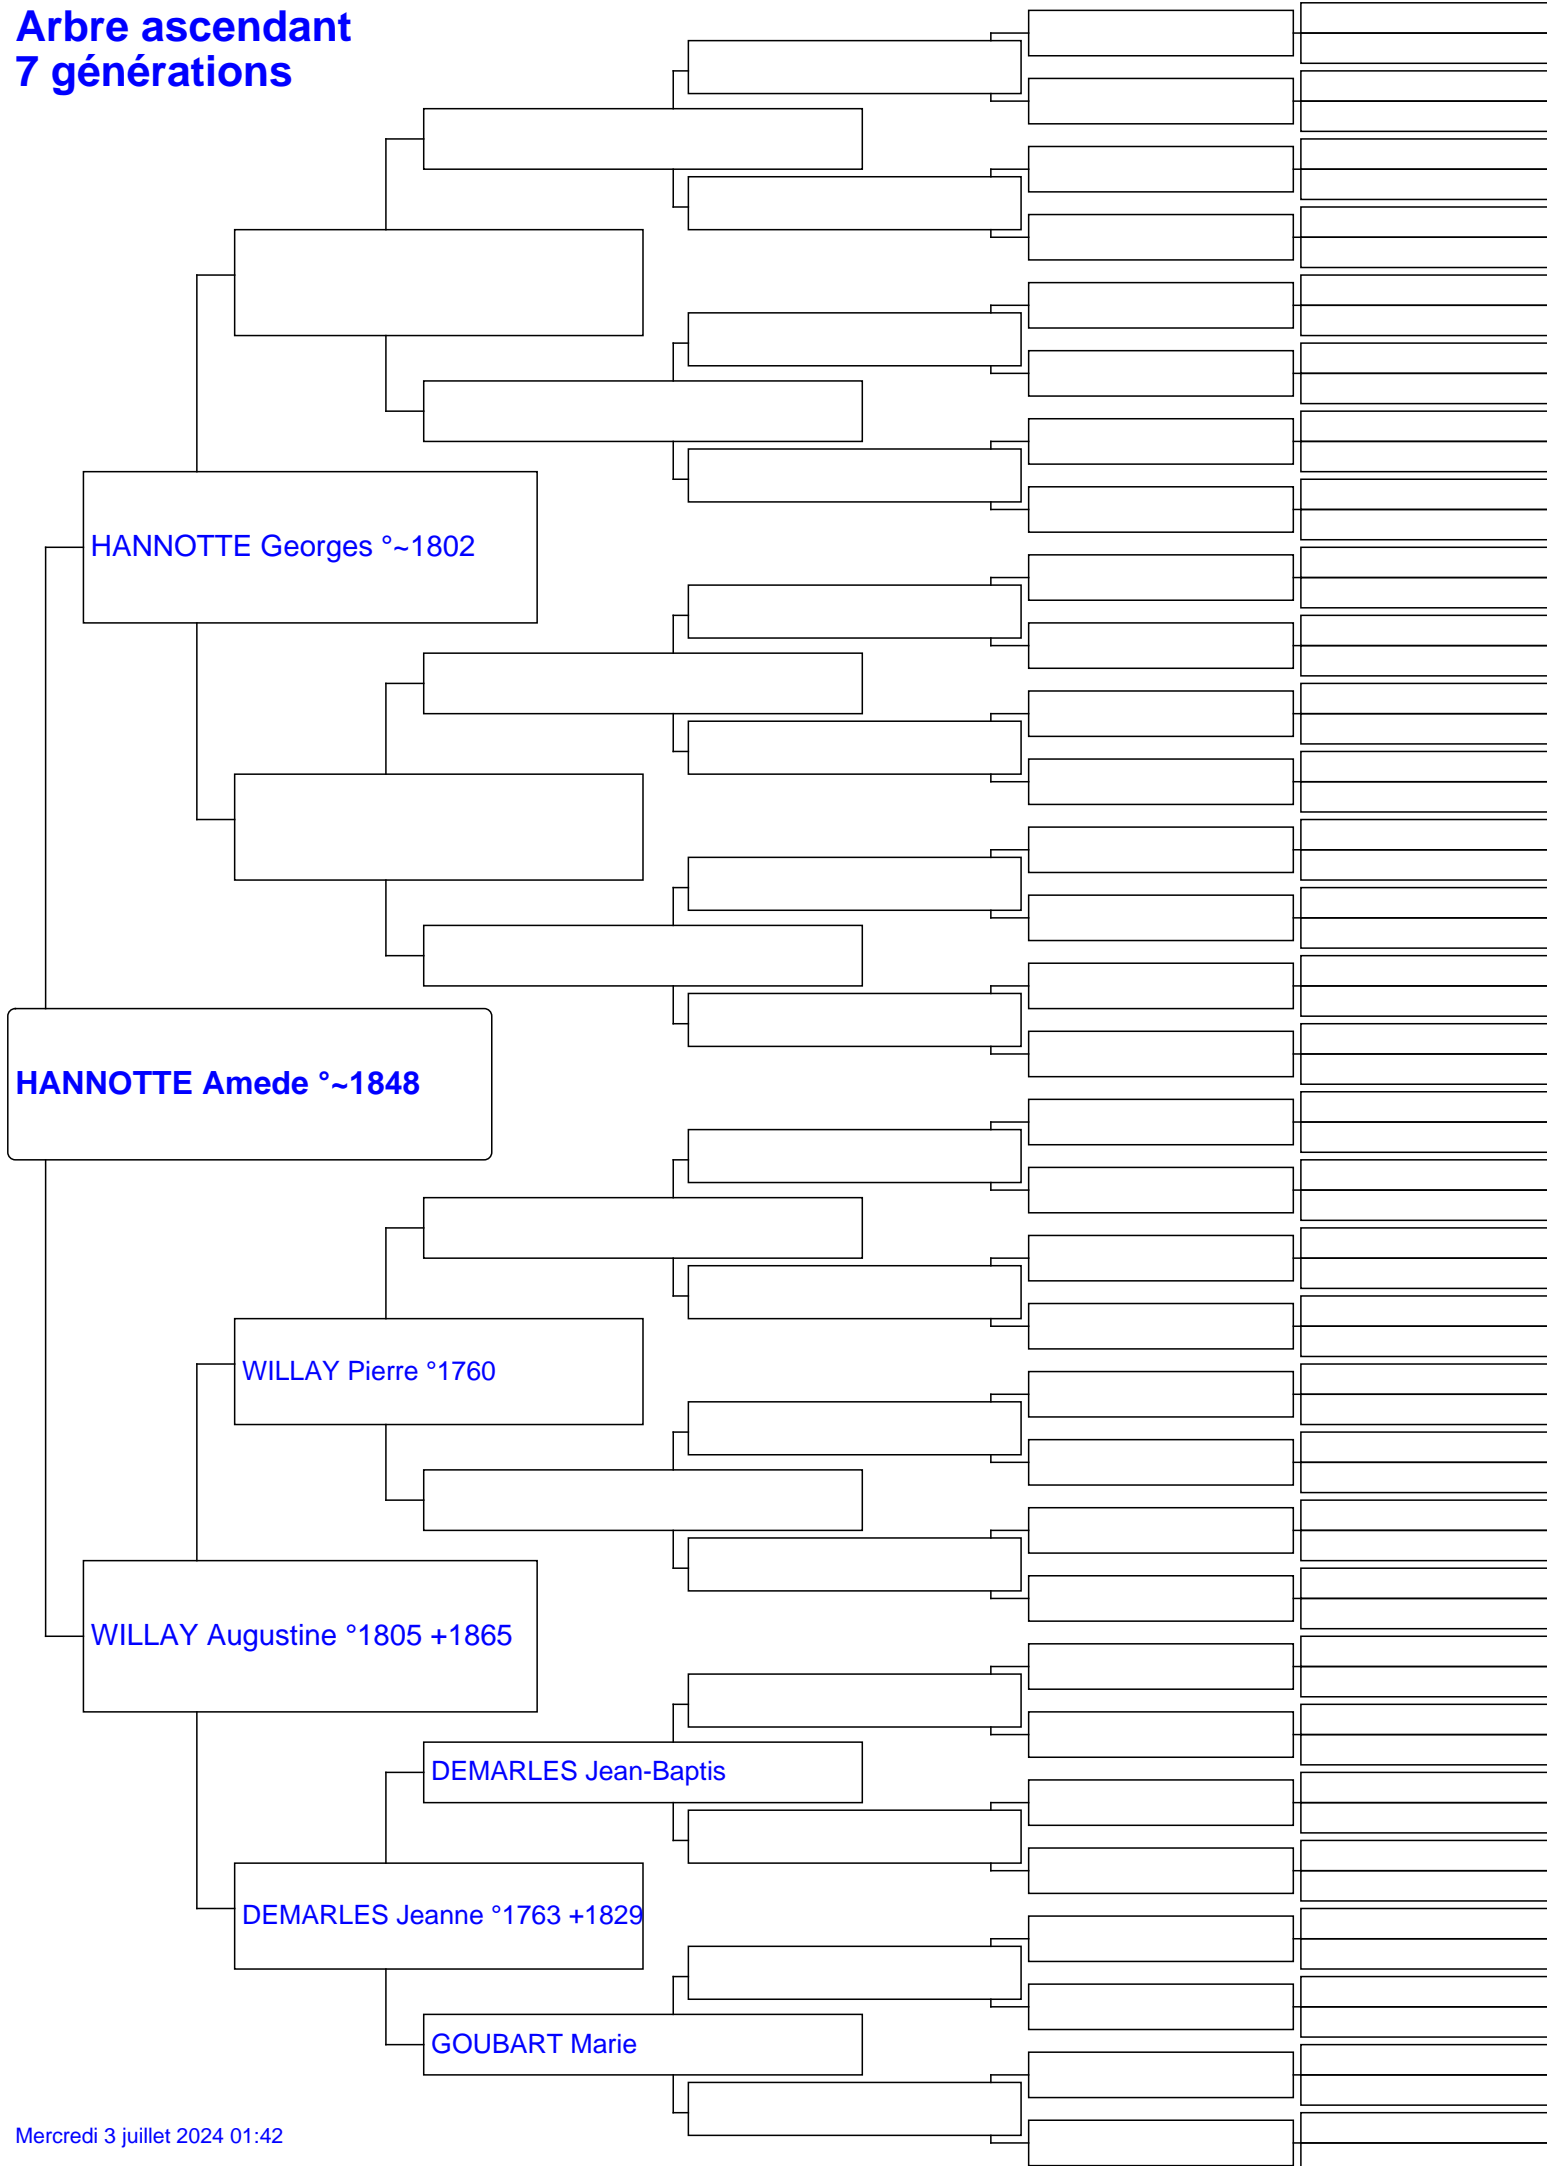 Arbre ascendant
7 générations
HANNOTTE Georges °~1802
HANNOTTE Amede °~1848
WILLAY Pierre °1760
WILLAY Augustine °1805 +1865
DEMARLES Jean-Baptis
DEMARLES Jeanne °1763 +1829
GOUBART Marie
Mercredi 3 juillet 2024 01:42